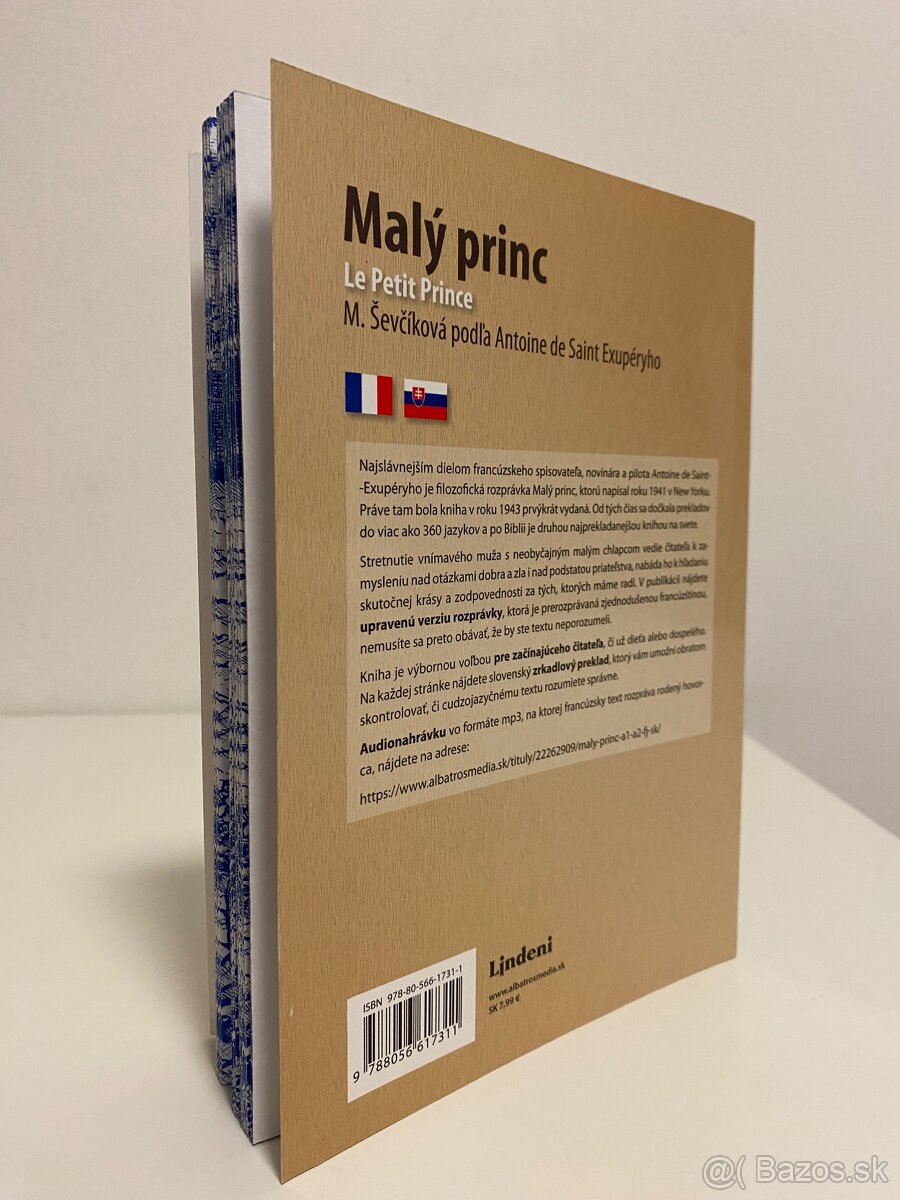 Malý princ
Le Petit Prince
M. Ševčíková podľa Antoine de Saint Exupéryho
Najslávnejším dielom francúzskeho spisovateľa, novinára a pilota Antoine de Saint-
-Exupéryho je filozofická rozprávka Malý princ, ktorú napísal roku 1941 v New Yorku.
Práve tam bola kniha v roku 1943 prvýkrát vydaná. Od tých čias sa dočkala prekladov
do viac ako 360 jazykov a po Biblii je druhou najprekladanejšou knihou na svete.
Stretnutie vnímavého muža s neobyčajným malým chlapcom vedie čitateľa k za-
mysleniu nad otázkami dobra a zla i nad podstatou priateľstva, nabáda ho k hľadaniu
skutočnej krásy a zodpovednosti za tých, ktorých máme radi. V publikácii nájdete
upravenú verziu rozprávky, ktorá je prerozprávaná zjednodušenou francúzštinou,
nemusíte sa preto obávať, že by ste textu neporozumeli.
Kniha je výbornou voľbou pre začínajúceho čitateľa, či už dieťa alebo dospelého.
Na každej stránke nájdete slovenský zrkadlový preklad, ktorý vám umožní obratom
skontrolovať, či cudzojazyčnému textu rozumiete správne.
Audionahrávku vo formáte mp3, na ktorej francúzsky text rozpráva rodený hovor-
ca, nájdete na adrese:
https://www.albatrosmedia.sk/tituly/22262909/maly-princ-a1-a2-fj-sk/
ISBN 978-80-566-1731-1
9 788056 617311
Lindeni
www.albatrosmedia.sk
SK 7,99 €
@( Bazos.sk